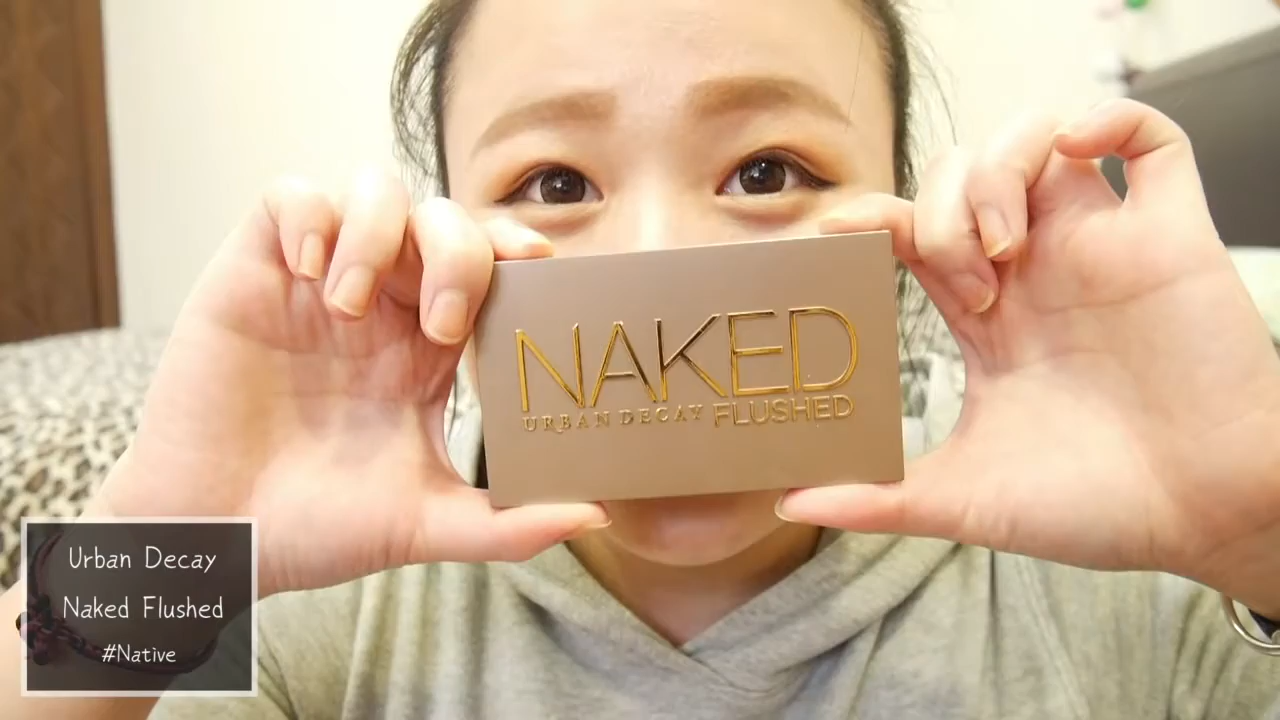 NAKED
URBAN DECAY FLUSHED
Urban Decay
Naked Flushed
#Native